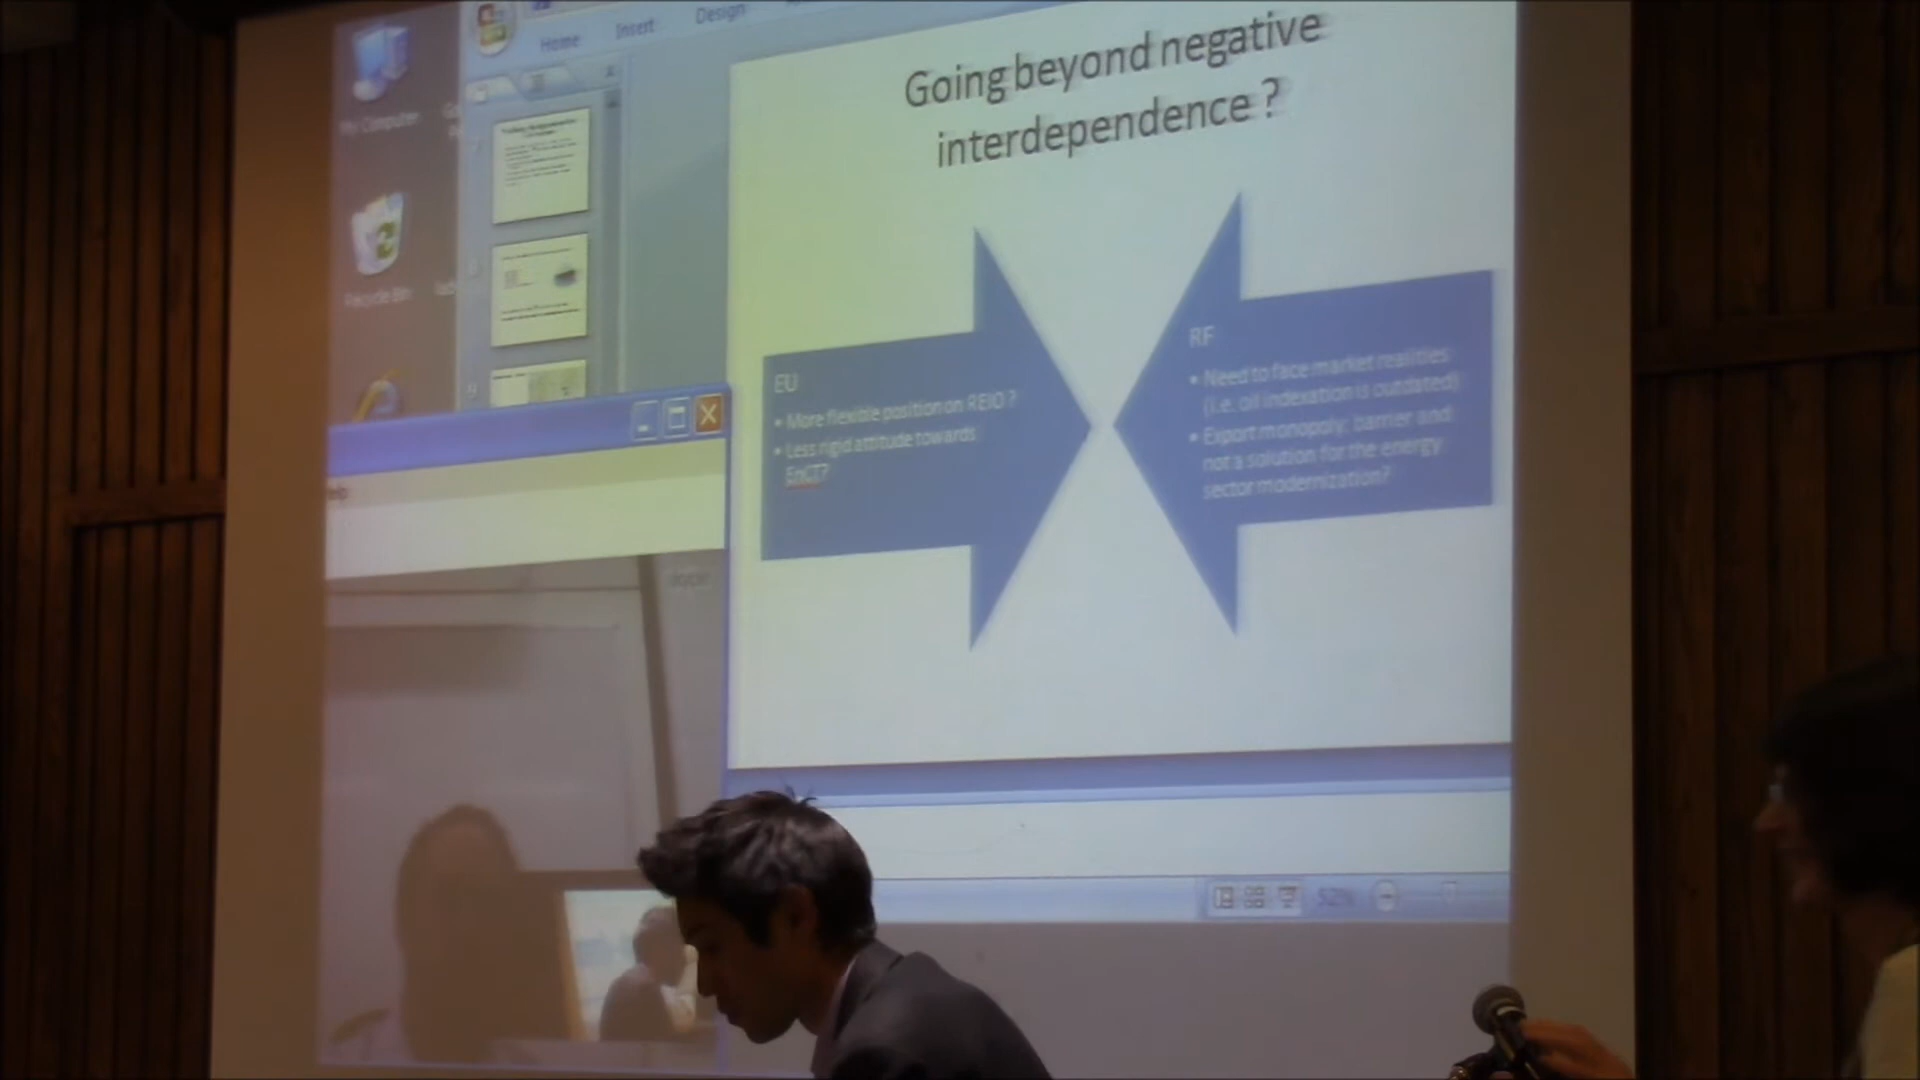 Home Insert Design
My Computer
Recycle Bin
Going beyond negative
interdependence ?
EU
• More flexible position on REIO ?
• Less rigid attitude towards
EnCT?
RF
• Need to face market realities
(i.e. oil indexation is outdated)
• Export monopoly: barrier and
not a solution for the energy
sector modernization?
52%